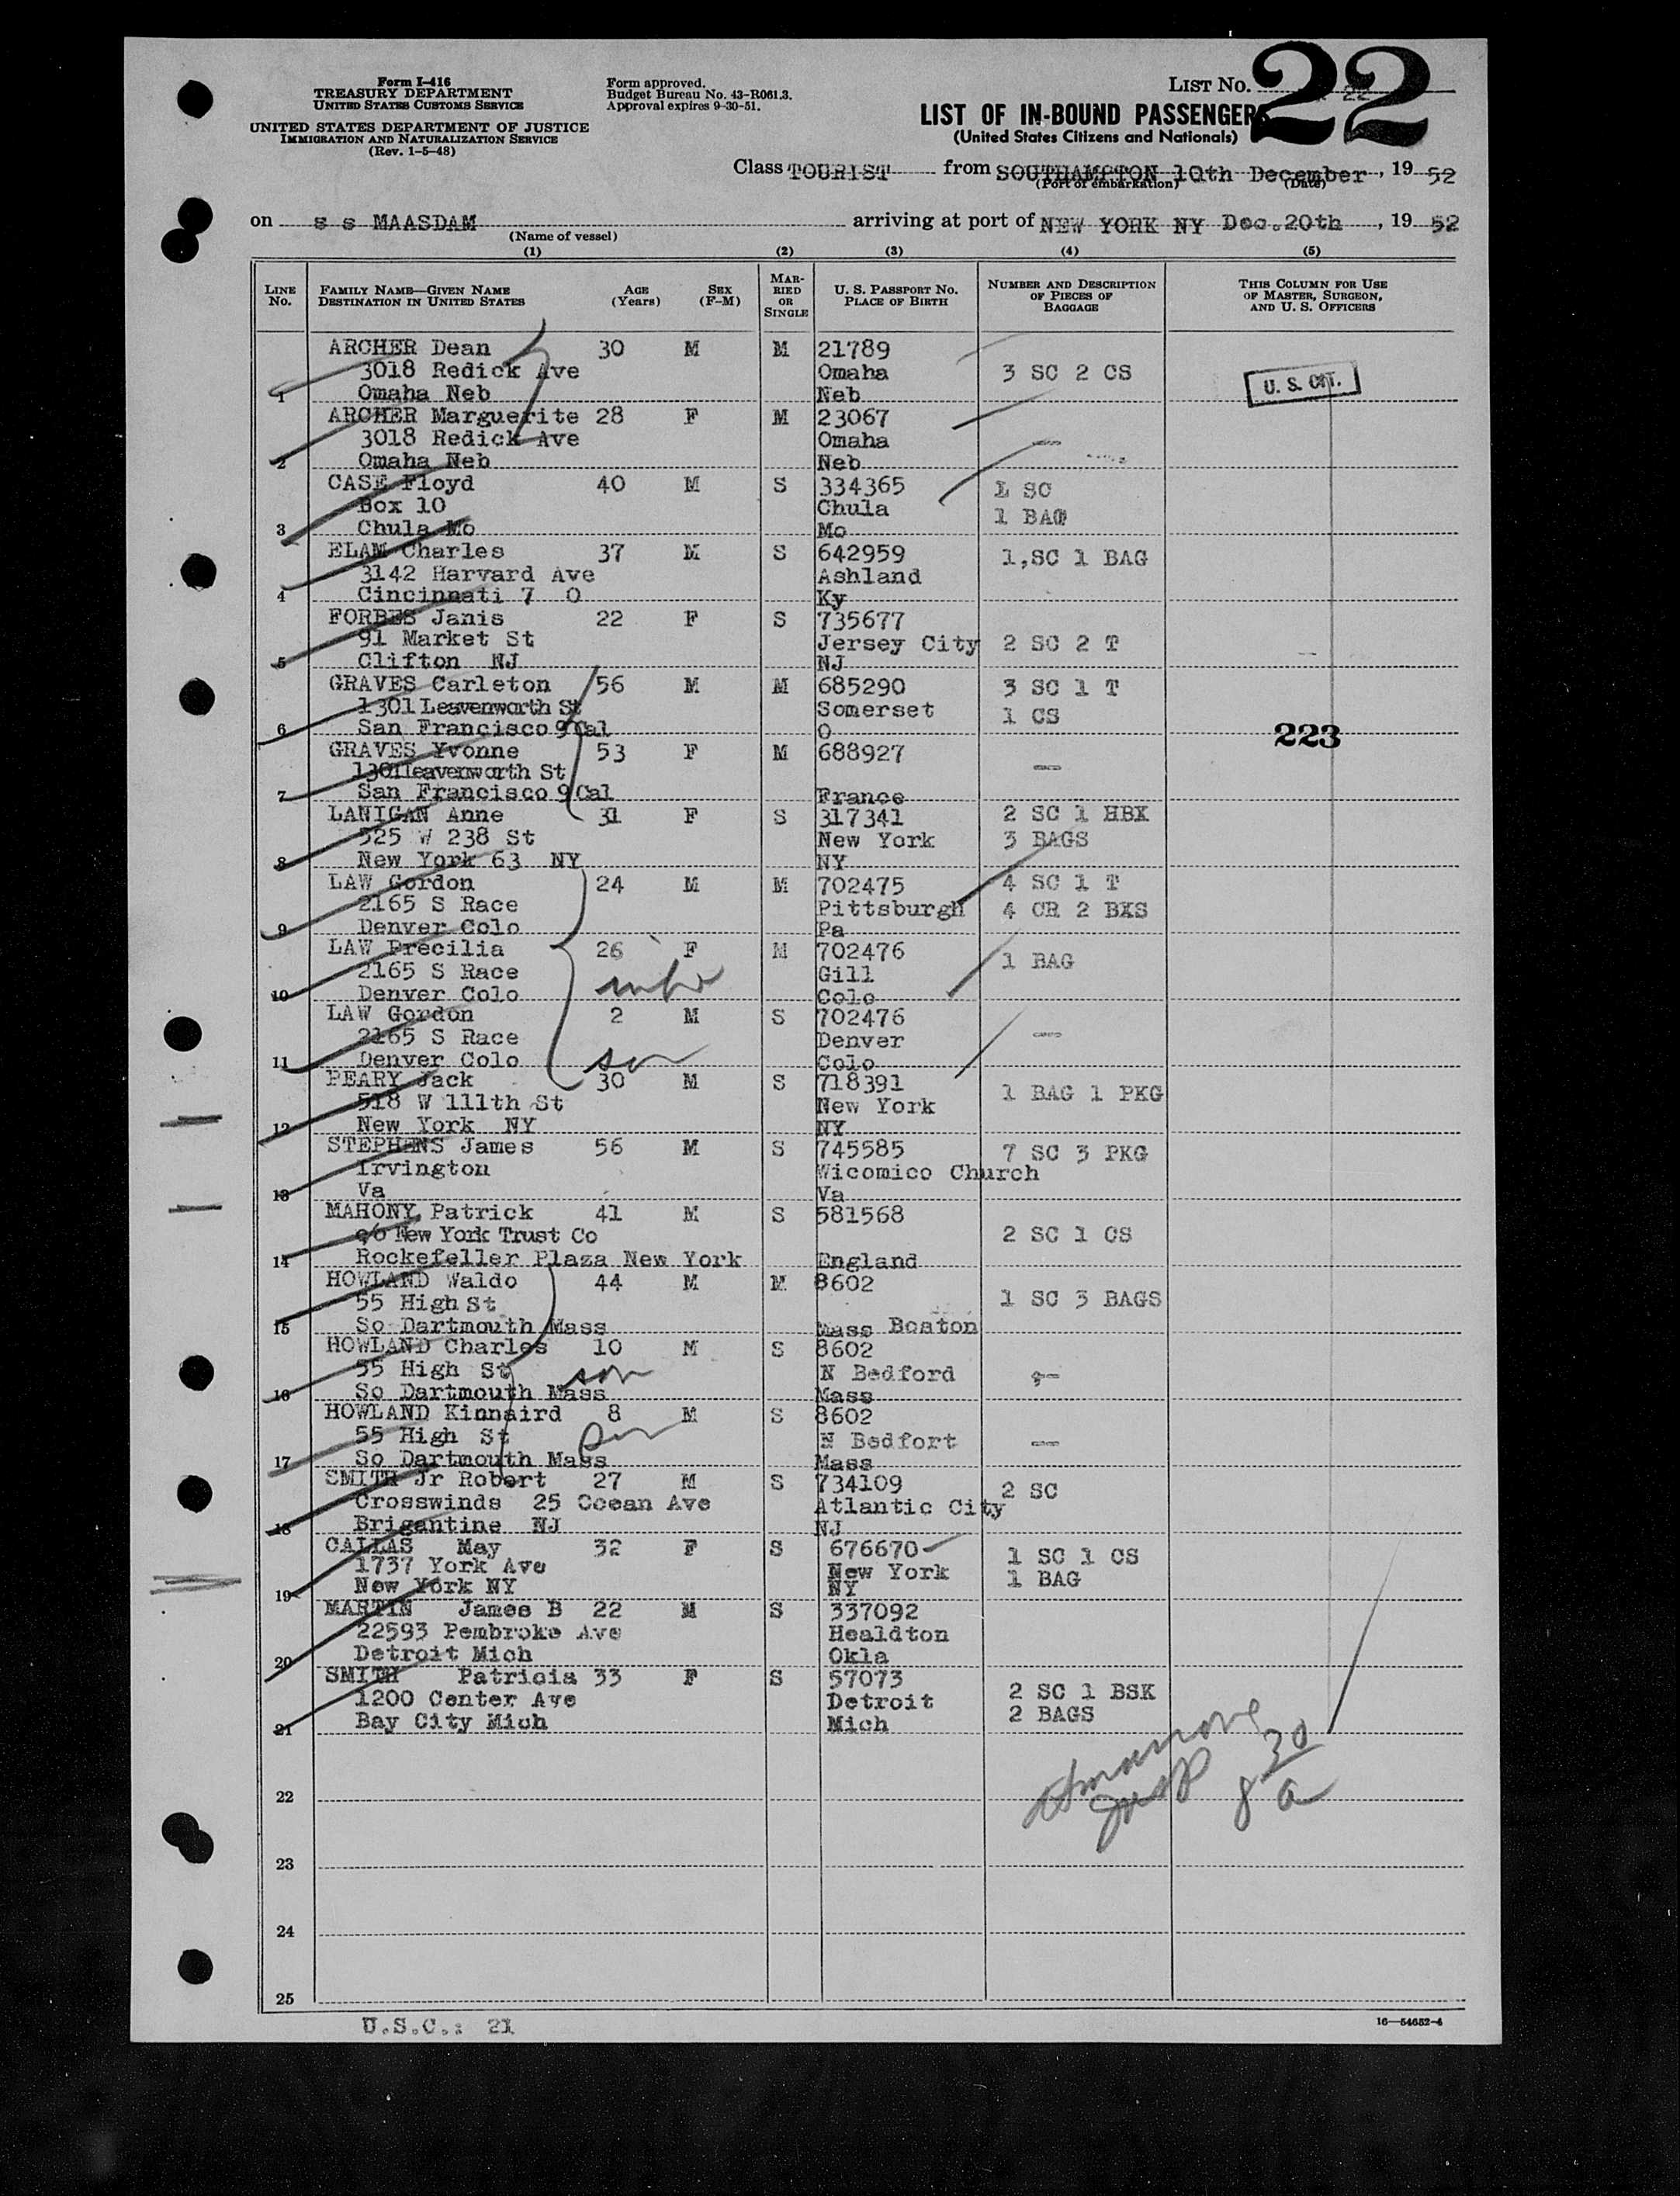 Form I-416
TREASURY DEPARTMENT
UNITED STATES CUSTOMS SERVICE
UNITED STATES DEPARTMENT OF JUSTICE
IMMIGRATION AND NATURALIZATION SERVICE
(Rev. 1-5-48)
Form approved.
Budget Bureau No. 43-R061.3.
Approval expires 9-30-51.
LIST NO. 22
22
LIST OF IN-BOUND PASSENGERS
(United States Citizens and Nationals)
Class TOURIST from SOUTHAMPTON 10th December, 1952
(Port of embarkation) (Date)
on s s MAASDAM arriving at port of NEW YORK NY Dec.20th, 1952
(Name of vessel)
(1) (2) (3) (4) (5)
LINE NO. FAMILY NAME—GIVEN NAME DESTINATION IN UNITED STATES AGE (Years) SEX (F-M) MARRIED OR SINGLE U. S. PASSPORT NO. PLACE OF BIRTH NUMBER AND DESCRIPTION OF PIECES OF BAGGAGE THIS COLUMN FOR USE OF MASTER, SURGEON, AND U. S. OFFICERS
ARCHER Dean 30 M M 21789
3018 Redick Ave Omaha 3 SC 2 CS U. S. CIT.
1 Omaha Neb Neb
ARCHER Marguerite 28 F M 23067
3018 Redick Ave Omaha —
2 Omaha Neb Neb
CASE Floyd 40 M S 334365 1 SC
Box 10 Chula 1 BAG
3 Chula Mo Mo
ELAM Charles 37 M S 642959 1,SC 1 BAG
3142 Harvard Ave Ashland
4 Cincinnati 7 O Ky
FORBES Janis 22 F S 735677
91 Market St Jersey City 2 SC 2 T
5 Clifton NJ NJ
GRAVES Carleton 56 M M 685290 3 SC 1 T
1301 Leavenworth St Somerset 1 CS
6 San Francisco 9 Cal O 223
GRAVES Yvonne 53 F M 688927
1301 Leavenworth St —
7 San Francisco 9 Cal France
LANIGAN Anne 31 F S 317341 2 SC 1 HBX
525 W 238 St New York 3 BAGS
8 New York 63 NY NY
LAW Gordon 24 M M 702475 4 SC 1 T
2165 S Race Pittsburgh 4 CR 2 BXS
9 Denver Colo Pa
LAW Precilia 26 F M 702476 1 BAG
2165 S Race Gill
10 Denver Colo Colo
LAW Gordon 2 M S 702476
2165 S Race Denver —
11 Denver Colo son Colo
PEARY Jack 30 M S 718391
518 W 111th St New York 1 BAG 1 PKG
12 New York NY NY
STEPHENS James 56 M S 745585 7 SC 3 PKG
Irvington Wicomico Church
13 Va Va
MAHONY Patrick 41 M S 581568
c/o New York Trust Co 2 SC 1 CS
14 Rockefeller Plaza New York England
HOWLAND Waldo 44 M M 8602
55 High St 1 SC 3 BAGS
15 So Dartmouth Mass Mass Boston
HOWLAND Charles 10 M S 8602
55 High St son N Bedford —
16 So Dartmouth Mass Mass
HOWLAND Kinnaird 8 M S 8602
55 High St son N Bedfort —
17 So Dartmouth Mass Mass
SMITH Jr Robert 27 M S 734109 2 SC
Crosswinds 25 Ocean Ave Atlantic City
18 Brigantine NJ NJ
CALLAS May 32 F S 676670 1 SC 1 CS
1737 York Ave New York 1 BAG
19 New York NY NY
MARTIN James B 22 M S 337092
22593 Pembroke Ave Healdton
20 Detroit Mich Okla
SMITH Patricia 33 F S 57073 2 SC 1 BSK
1200 Center Ave Detroit 2 BAGS
21 Bay City Mich Mich
8 30
Insp a
22
23
24
25
U.S.C.: 21
16—54652-4